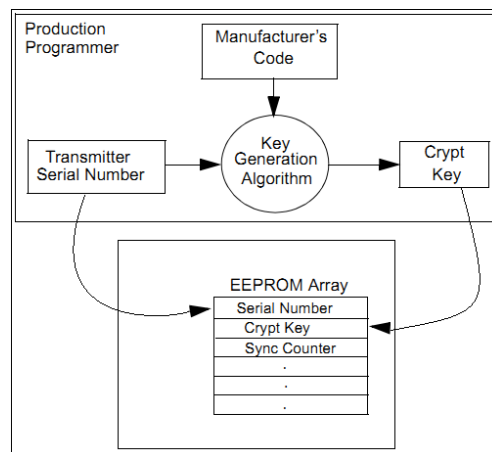 Production
Programmer
Manufacturer's
Code
Transmitter
Serial Number
Key
Generation
Algorithm
Crypt
Key
EEPROM Array
Serial Number
Crypt Key
Sync Counter
.
.
.